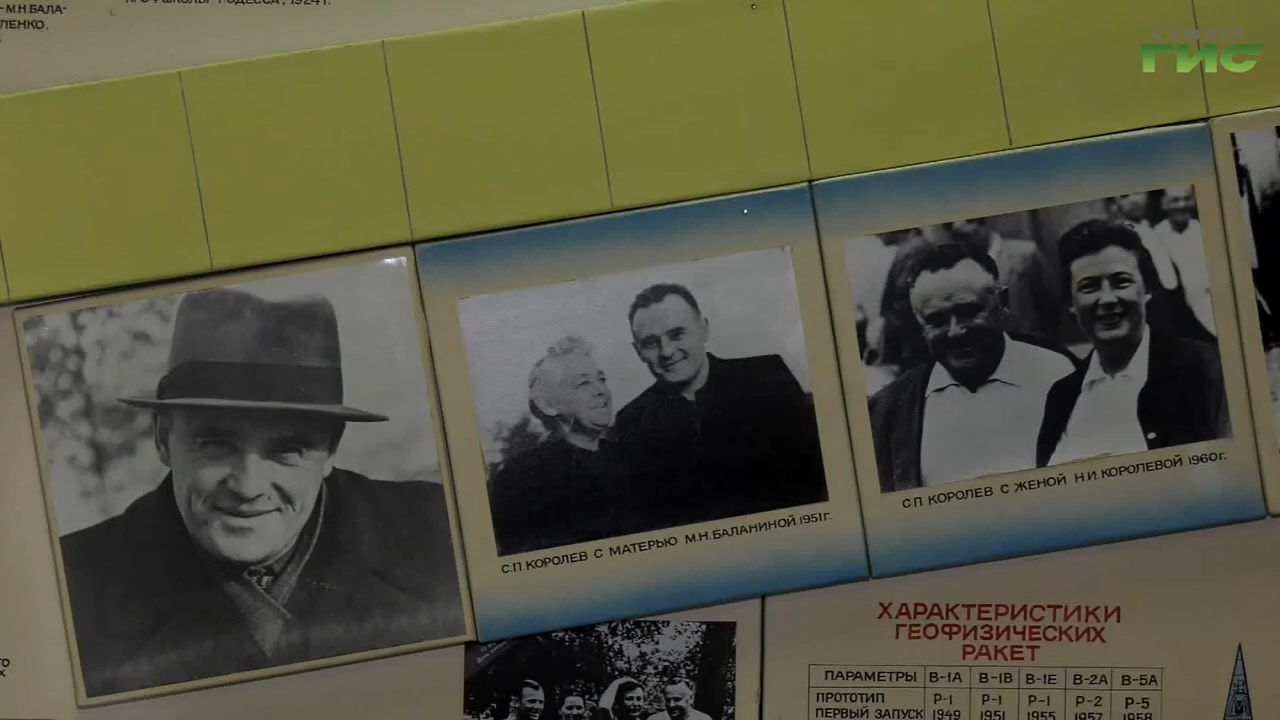 -М.Н БАЛА-
ЛЕНКО.
САМАРА
ГИС
С.П КОРОЛЕВ С МАТЕРЬЮ М.Н.БАЛАНИНОЙ 1951г.
С.П. КОРОЛЕВ С ЖЕНОЙ Н.И. КОРОЛЕВОЙ 1960г.
ХАРАКТЕРИСТИКИ
ГЕОФИЗИЧЕСКИХ
РАКЕТ
ПАРАМЕТРЫ В-1А В-1В В-1Е В-2А В-5А
ПРОТОТИП Р-1 Р-1 Р-1 Р-2 Р-5
ПЕРВЫЙ ЗАПУСК 1949 1951 1955 1957 1958